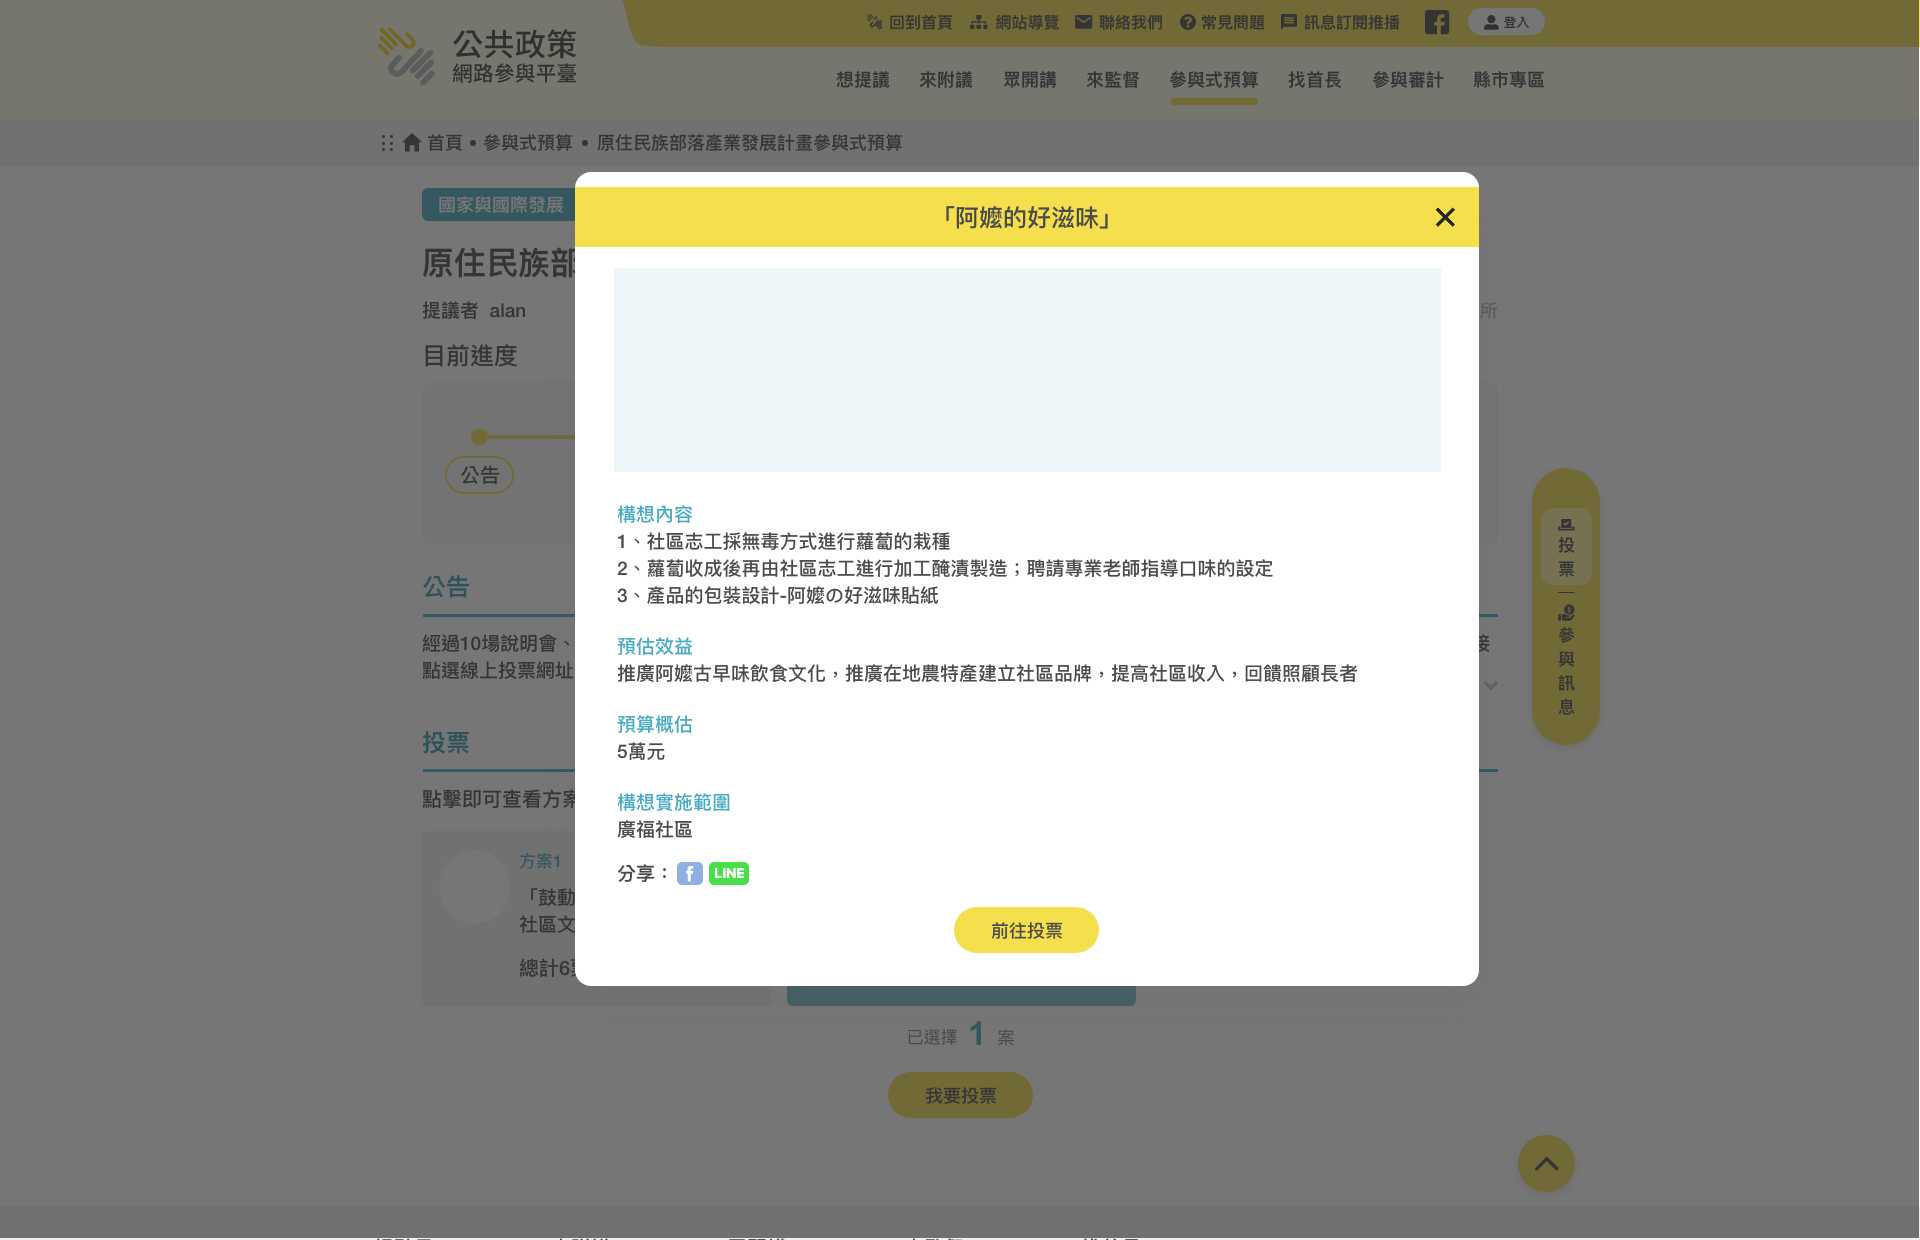 公共政策
網路參與平臺
回到首頁 網站導覽 聯絡我們 常見問題 訊息訂閱推播 登入
想提議 來附議 眾開講 來監督 參與式預算 找首長 參與審計 縣市專區
首頁 • 參與式預算 • 原住民族部落產業發展計畫參與式預算
國家與國際發展
原住民族部
提議者 alan
所
目前進度
公告
公告
經過10場說明會、
點選線上投票網址
投票
點擊即可查看方案
方案1
「鼓動
社區文
總計6
「阿嬤的好滋味」
構想內容
1、社區志工採無毒方式進行蘿蔔的栽種
2、蘿蔔收成後再由社區志工進行加工醃漬製造；聘請專業老師指導口味的設定
3、產品的包裝設計-阿嬤の好滋味貼紙
預估效益
推廣阿嬤古早味飲食文化，推廣在地農特產建立社區品牌，提高社區收入，回饋照顧長者
預算概估
5萬元
構想實施範圍
廣福社區
分享：f LINE
前往投票
已選擇 1 案
我要投票
投票
參與訊息